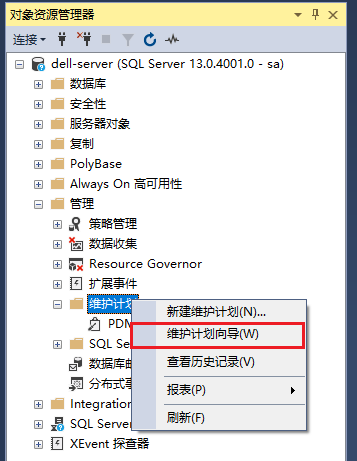 对象资源管理器
连接
dell-server (SQL Server 13.0.4001.0 - sa)
数据库
安全性
服务器对象
复制
PolyBase
Always On 高可用性
管理
策略管理
数据收集
Resource Governor
扩展事件
维护计划
新建维护计划(N)...
PDM
维护计划向导(W)
SQL Se
查看历史记录(V)
数据库邮
分布式事
报表(P)
Integration
SQL Server
刷新(F)
XEvent 探查器